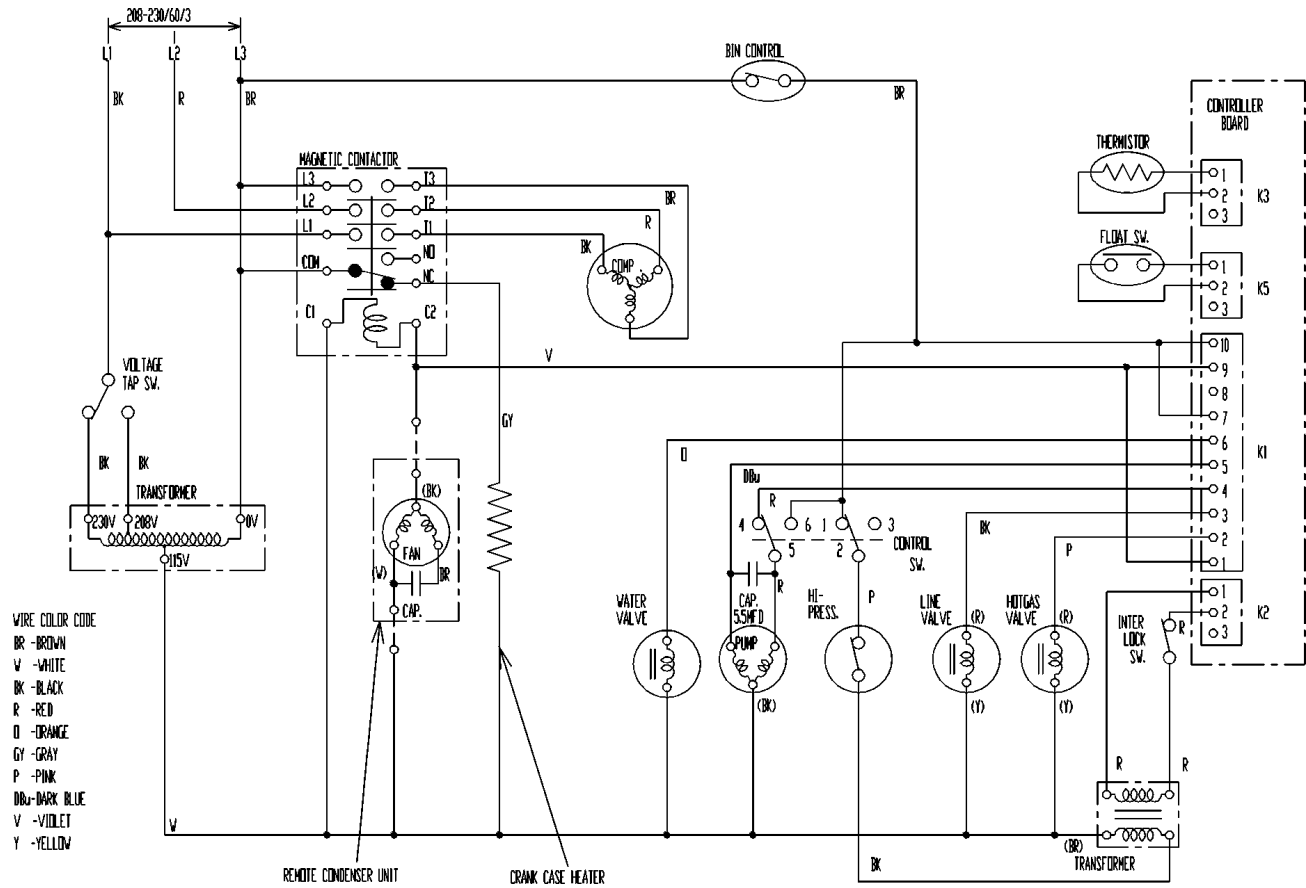 208-230/60/3
L1 L2 L3
BK R BR
BIN CONTROL
BR
CONTROLLER
BOARD
THERMISTOR
1
2
3
K3
FLOAT SW.
1
2
3
K5
MAGNETIC CONTACTOR
L3 T3
L2 T2
L1 T1
NO
COM NC
C1 C2
BR
R
BK
COMP
VOLTAGE
TAP SW.
BK BK
TRANSFORMER
230V 208V 0V
115V
V
GY
(BK)
FAN
(W) BR
CAP.
10
9
8
7
6
5
4
3
2
1
K1
O
DBu
R
4 6 1 3
5 2
CONTROL
SW.
BK
P
R
P
WATER
VALVE
CAP.
5.5MFD
PUMP
(BK)
HI-
PRESS.
LINE
VALVE
(R)
(Y)
HOTGAS
VALVE
(R)
(Y)
INTER
LOCK
SW.
R
1
2
3
K2
R R
(BR)
TRANSFORMER
BK
W
WIRE COLOR CODE
BR -BROWN
W -WHITE
BK -BLACK
R -RED
O -ORANGE
GY -GRAY
P -PINK
DBu-DARK BLUE
V -VIOLET
Y -YELLOW
REMOTE CONDENSER UNIT
CRANK CASE HEATER